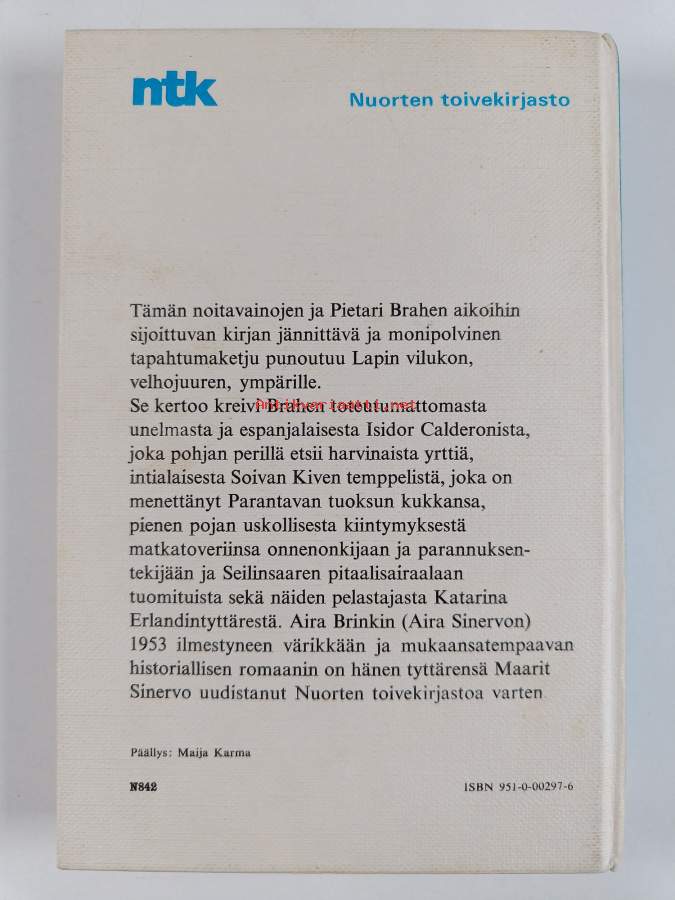 ntk
Nuorten toivekirjasto
Tämän noitavainojen ja Pietari Brahen aikoihin
sijoittuvan kirjan jännittävä ja monipolvinen
tapahtumaketju punoutuu Lapin vilukon,
velhojuuren, ympärille.
Se kertoo kreivi Brahen toteutumattomasta
Antikvariaatti.net
unelmasta ja espanjalaisesta Isidor Calderonista,
joka pohjan perillä etsii harvinaista yrttiä,
intialaisesta Soivan Kiven temppelistä, joka on
menettänyt Parantavan tuoksun kukkansa,
pienen pojan uskollisesta kiintymyksestä
matkatoveriinsa onnenonkijaan ja parannuksen-
tekijään ja Seilinsaaren pitaalisairaalaan
tuomituista sekä näiden pelastajasta Katarina
Erlandintyttärestä. Aira Brinkin (Aira Sinervon)
1953 ilmestyneen värikkään ja mukaansatempaavan
historiallisen romaanin on hänen tyttärensä Maarit
Sinervo uudistanut Nuorten toivekirjastoa varten
Päällys: Maija Karma
N842
ISBN 951-0-00297-6